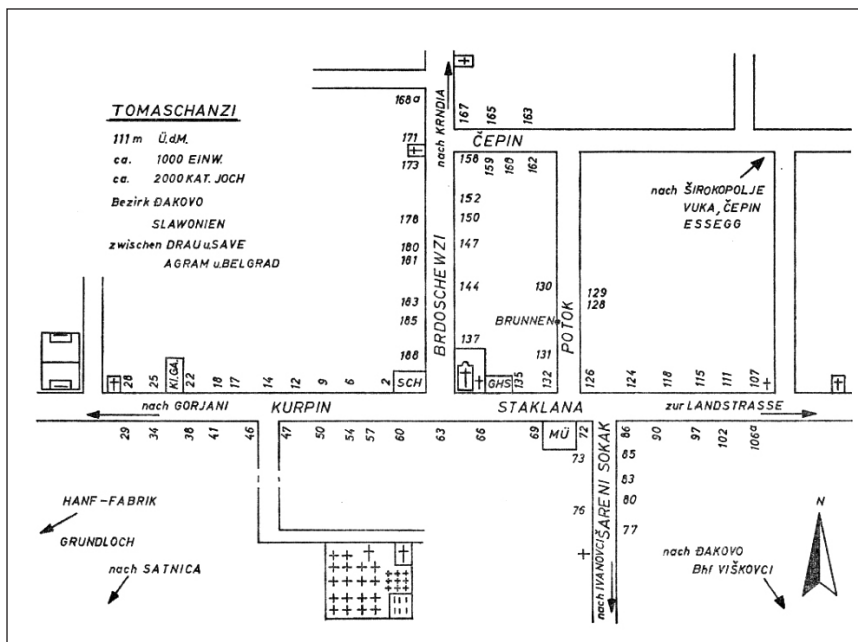 TOMASCHANZI
111 m Ü.d.M.
ca. 1000 EINW.
ca. 2000 KAT. JOCH
Bezirk ĐAKOVO
SLAWONIEN
zwischen DRAU u. SAVE
AGRAM u. BELGRAD
nach KRNDIA
168a
171
173
178
180
181
183
185
188
BRDOSCHEWZI
167 165 163
ČEPIN
158 159 160 162
152
150
147
144
137
130
BRUNNEN
131
POTOK
129
128
nach ŠIROKOPOLJE
VUKA, ČEPIN
ESSEGG
28 25 KI.GA. 22 18 17 14 12 9 6 2 SCH
GHS 135 132 126 124 118 115 111 107
nach GORJANI KURPIN STAKLANA zur LANDSTRASSE
29 34 38 41 46 47 50 54 57 60 63 66 69 MÜ 72 86 90 97 102 106a
73
76
85
83
80
77
ŠARENI SOKAK
nach IVANOVCI
HANF-FABRIK
GRUNDLOCH
nach SATNICA
nach ĐAKOVO
Bhf VIŠKOVCI
N